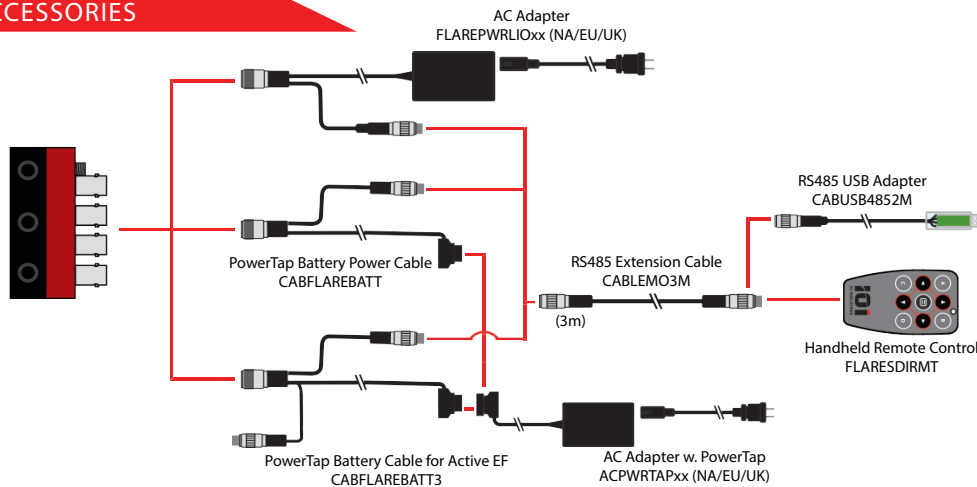 CCESSORIES
AC Adapter
FLAREPWRLIOxx (NA/EU/UK)
PowerTap Battery Power Cable
CABFLAREBATT
RS485 USB Adapter
CABUSB4852M
RS485 Extension Cable
CABLEMO3M
(3m)
Handheld Remote Control
FLARESDIRMT
PowerTap Battery Cable for Active EF
CABFLAREBATT3
AC Adapter w. PowerTap
ACPWRTAPxx (NA/EU/UK)